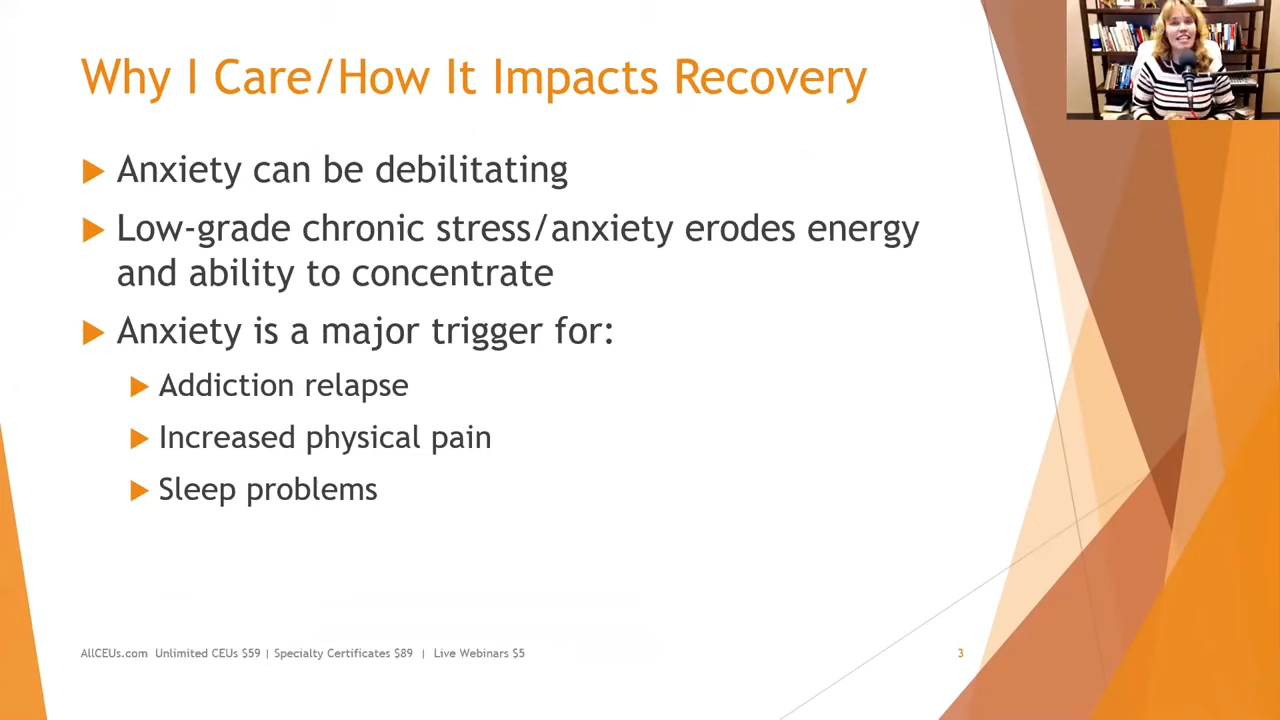 Why I Care/How It Impacts Recovery
Anxiety can be debilitating
Low-grade chronic stress/anxiety erodes energy
and ability to concentrate
Anxiety is a major trigger for:
Addiction relapse
Increased physical pain
Sleep problems
AllCEUs.com Unlimited CEUs $59 | Specialty Certificates $89 | Live Webinars $5
3